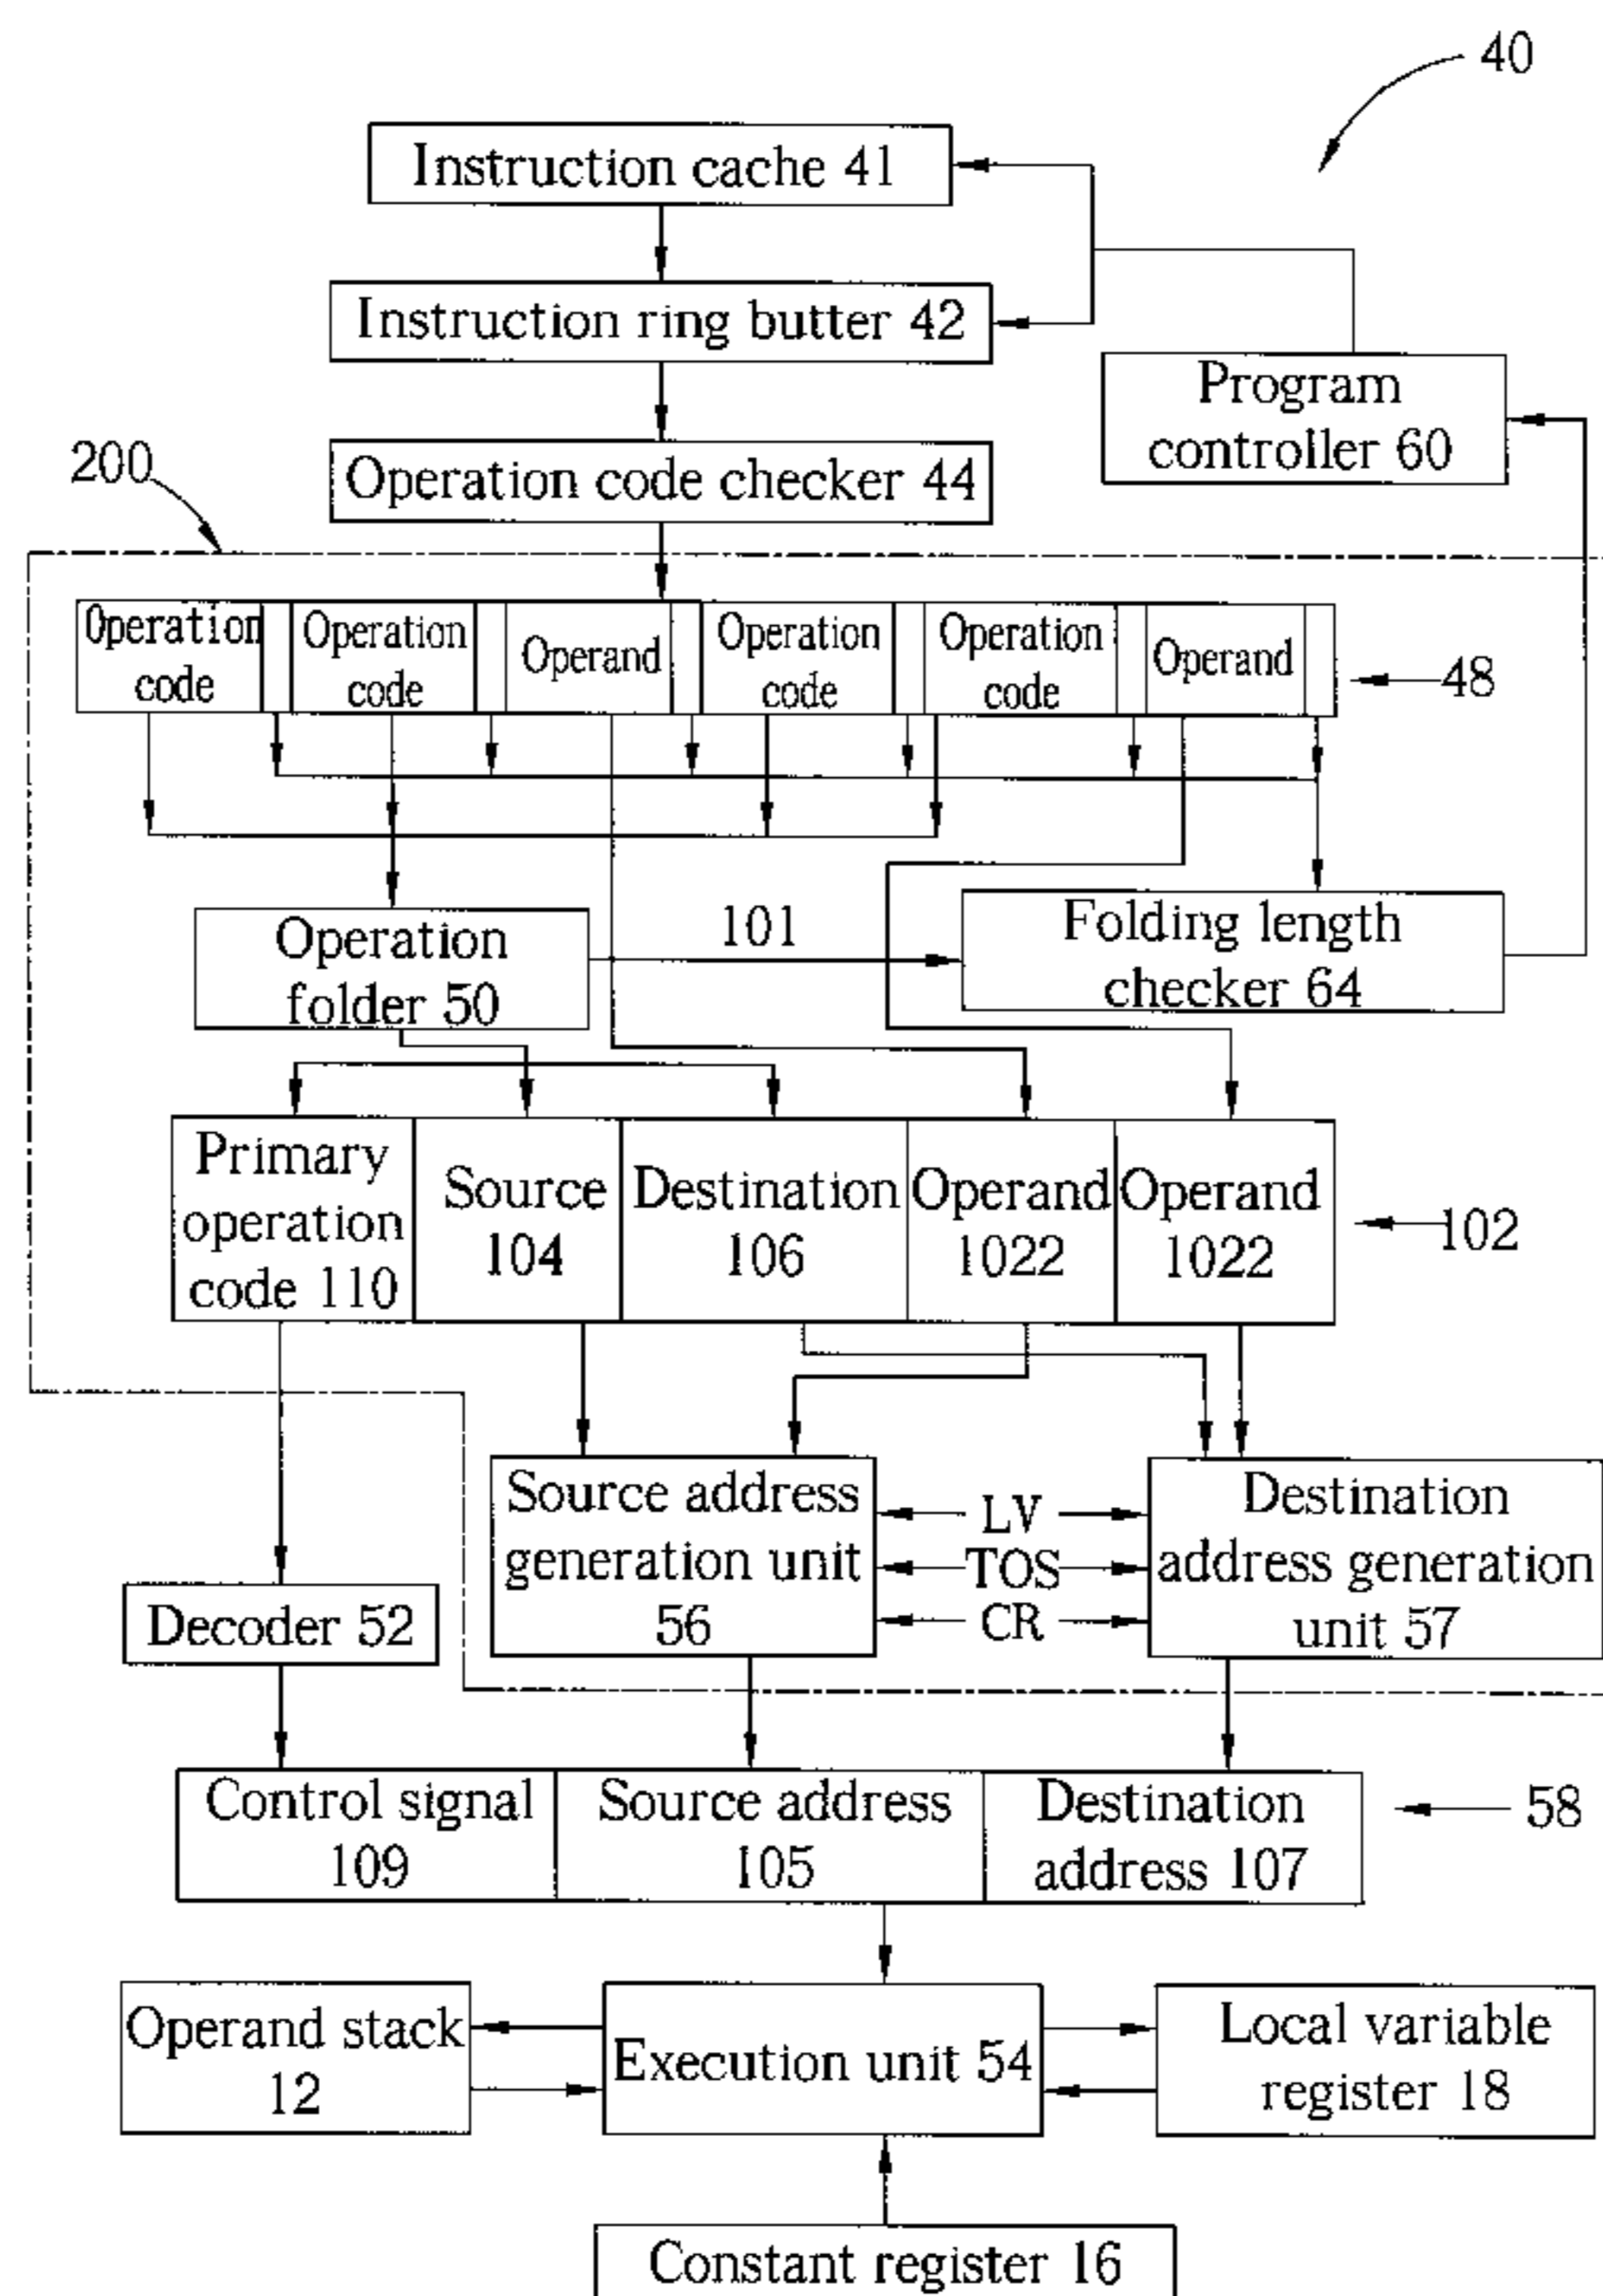 40
Instruction cache 41
Instruction ring butter 42
Program
controller 60
Operation code checker 44
200
Operation
code
Operation
code
Operand
Operation
code
Operation
code
Operand
48
Operation
folder 50
101
Folding length
checker 64
Primary
operation
code 110
Source
104
Destination
106
Operand
1022
Operand
1022
102
Source address
generation unit
56
LV
TOS
CR
Destination
address generation
unit 57
Decoder 52
Control signal
109
Source address
105
Destination
address 107
58
Operand stack
12
Execution unit 54
Local variable
register 18
Constant register 16